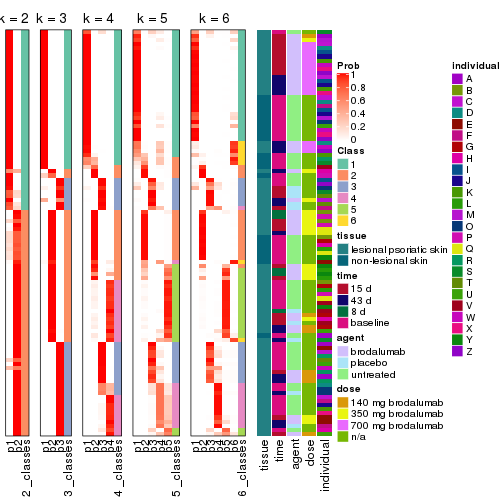 k = 2 k = 3 k = 4 k = 5 k = 6
p1 p2 2_classes p1 p2 p3 3_classes p1 p2 p3 p4 4_classes p1 p2 p3 p4 p5 5_classes p1 p2 p3 p4 p5 p6 6_classes tissue time agent dose individual
Prob
1
0.8
0.6
0.4
0.2
0
Class
1
2
3
4
5
6
tissue
lesional psoriatic skin
non-lesional skin
time
15 d
43 d
8 d
baseline
agent
brodalumab
placebo
untreated
dose
140 mg brodalumab
350 mg brodalumab
700 mg brodalumab
n/a
individual
A
B
C
D
E
F
G
H
I
J
K
L
M
O
P
Q
R
S
T
U
V
W
X
Y
Z